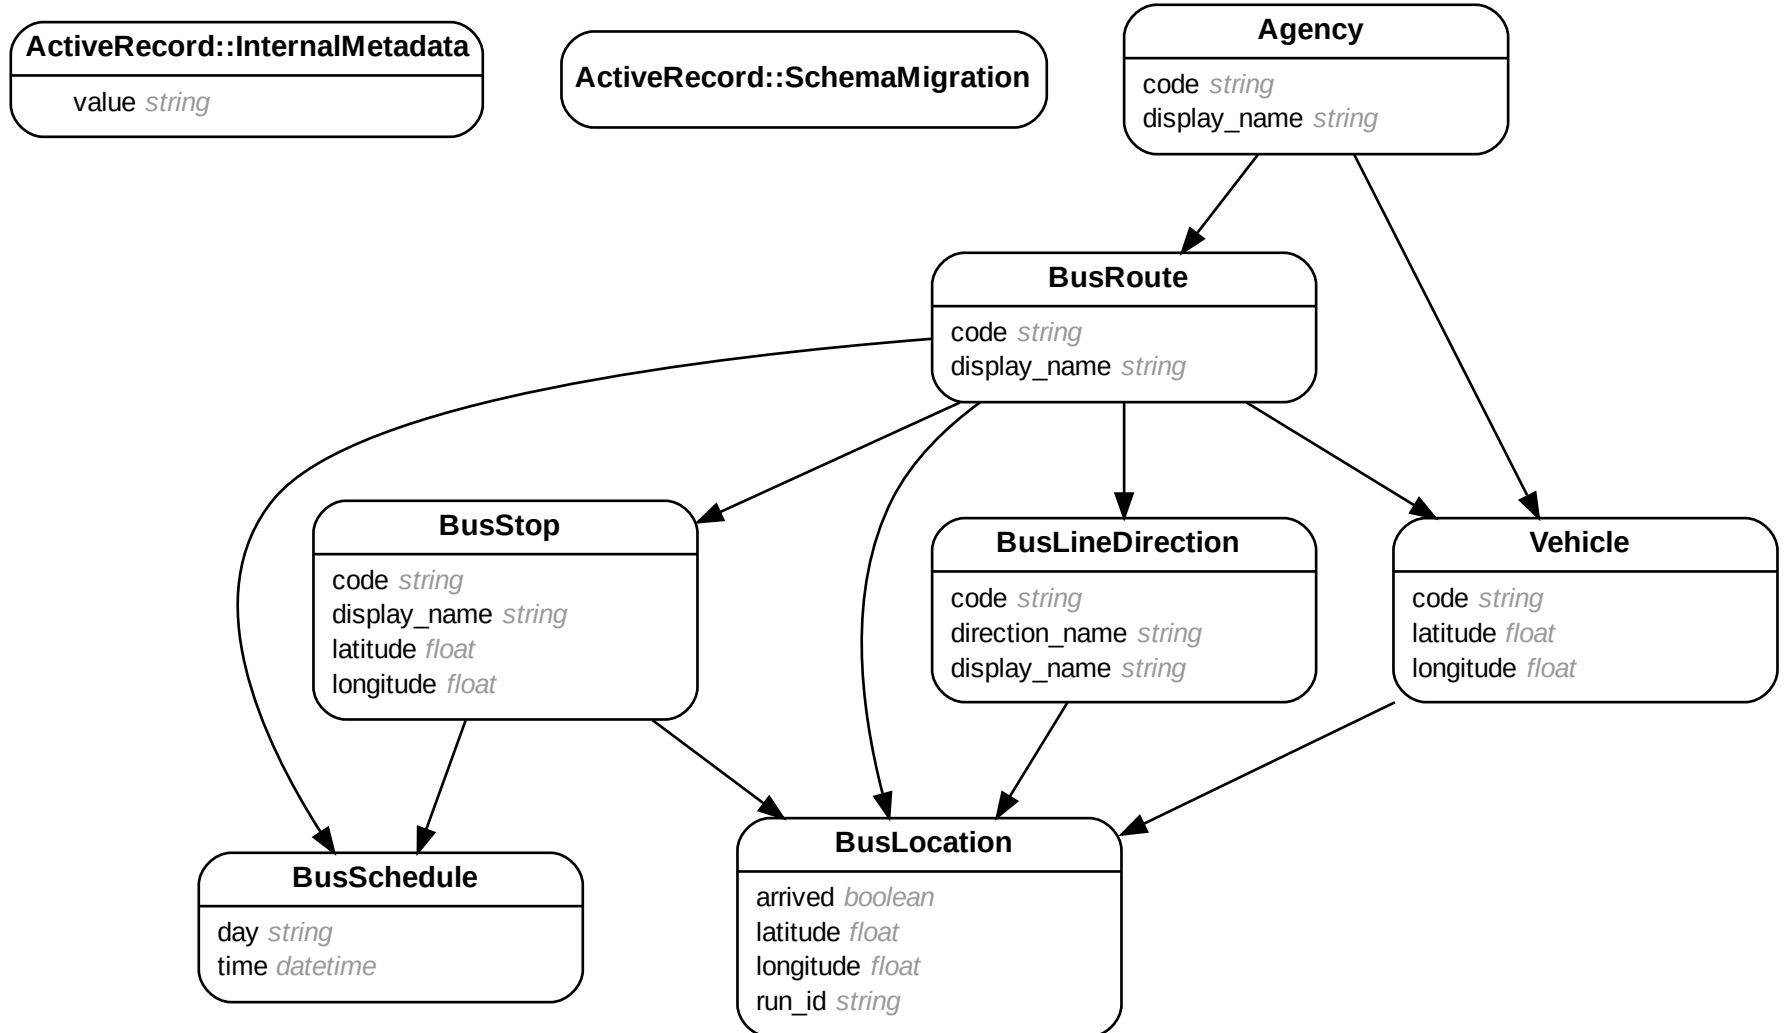 ActiveRecord::InternalMetadata
value string
ActiveRecord::SchemaMigration
Agency
code string
display_name string
BusRoute
code string
display_name string
BusStop
code string
display_name string
latitude float
longitude float
BusLineDirection
code string
direction_name string
display_name string
Vehicle
code string
latitude float
longitude float
BusSchedule
day string
time datetime
BusLocation
arrived boolean
latitude float
longitude float
run_id string